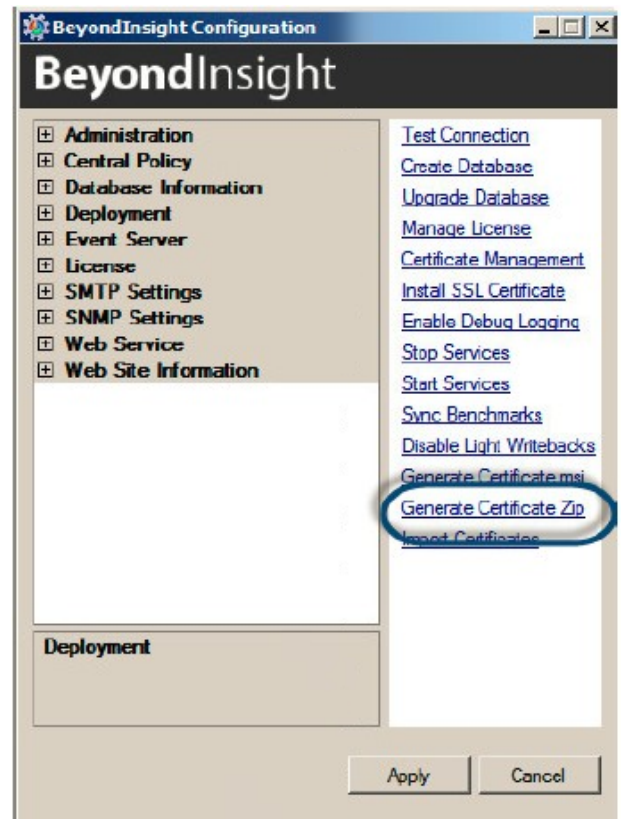 BeyondInsight Configuration
BeyondInsight
Administration
Central Policy
Database Information
Deployment
Event Server
License
SMTP Settings
SNMP Settings
Web Service
Web Site Information
Test Connection
Create Database
Upgrade Database
Manage License
Certificate Management
Install SSL Certificate
Enable Debug Logging
Stop Services
Start Services
Sync Benchmarks
Disable Light Writebacks
Generate Certificate.msi
Generate Certificate Zip
Import Certificates
Deployment
Apply
Cancel